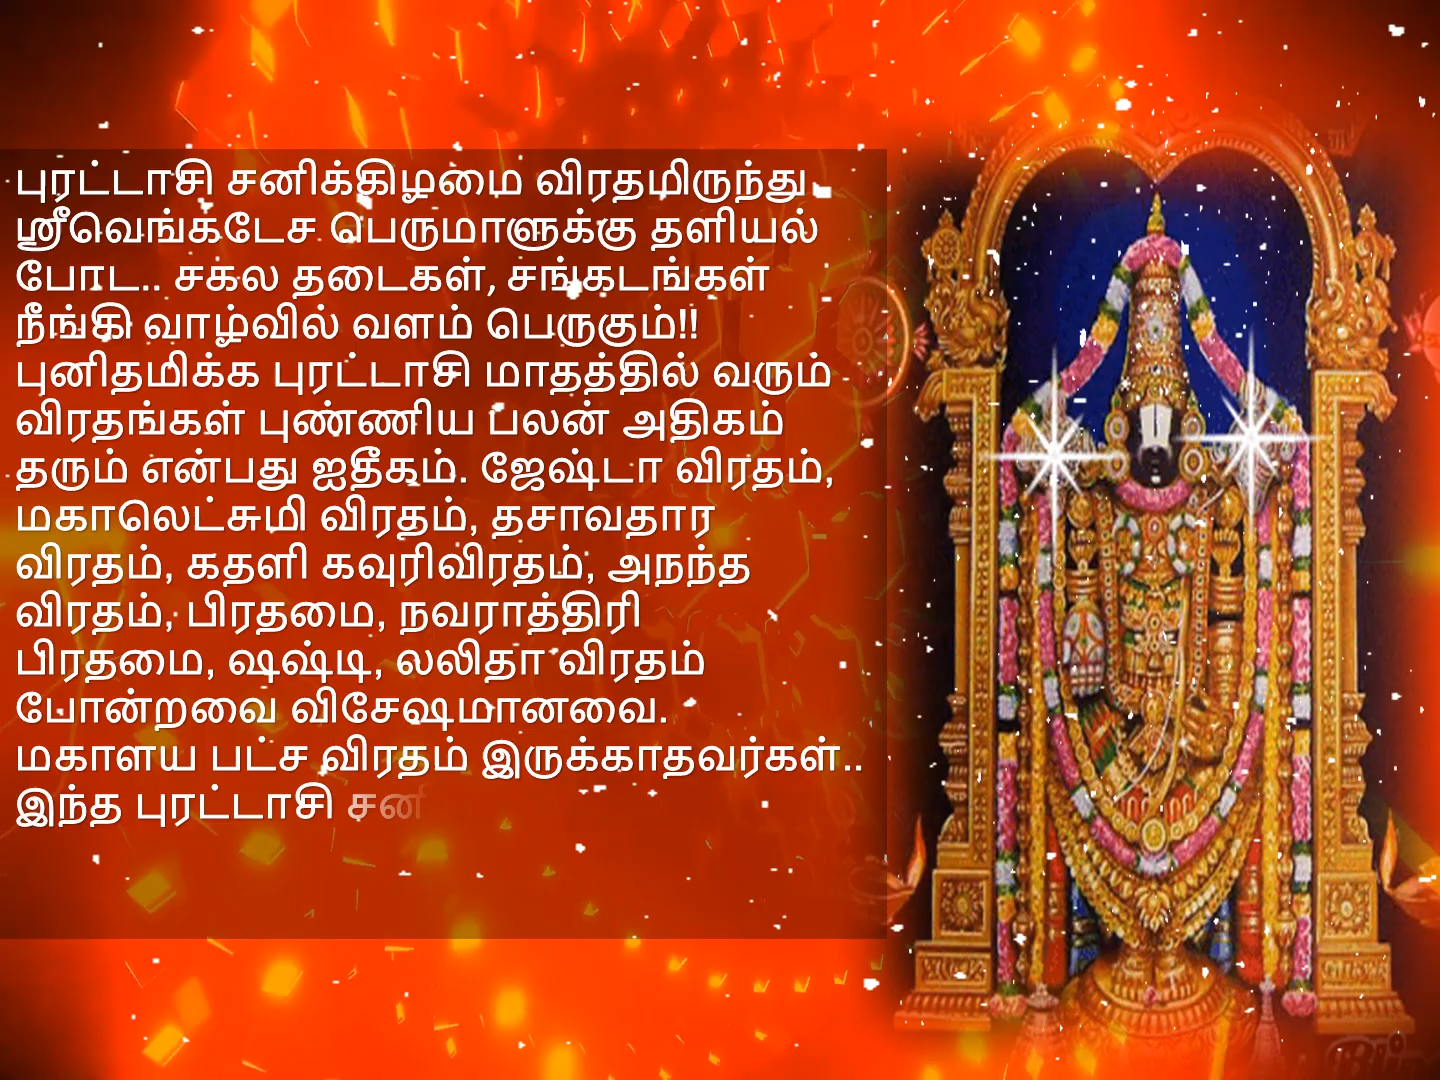 புரட்டாசி சனிக்கிழமை விரதமிருந்து
ஸ்ரீவெங்கடேச பெருமாளுக்கு தளியல்
போட.. சகல தடைகள், சங்கடங்கள்
நீங்கி வாழ்வில் வளம் பெருகும்!!
புனிதமிக்க புரட்டாசி மாதத்தில் வரும்
விரதங்கள் புண்ணிய பலன் அதிகம்
தரும் என்பது ஐதீகம். ஜேஷ்டா விரதம்,
மகாலெட்சுமி விரதம், தசாவதார
விரதம், கதளி கவுரிவிரதம், அநந்த
விரதம், பிரதமை, நவராத்திரி
பிரதமை, ஷஷ்டி, லலிதா விரதம்
போன்றவை விசேஷமானவை.
மகாளய பட்ச விரதம் இருக்காதவர்கள்..
இந்த புரட்டாசி சனி